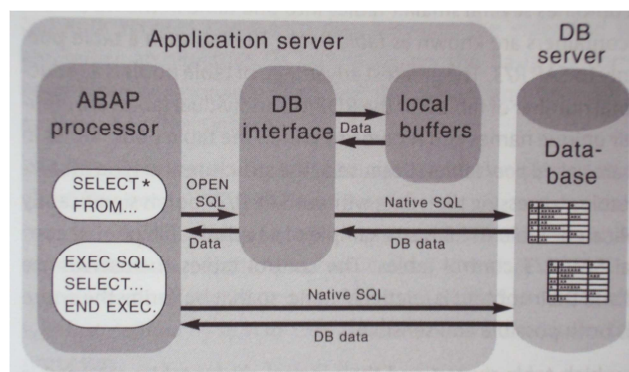 Application server
DB
server
ABAP
processor
DB
interface
local
buffers
Data
Data-
base
SELECT *
FROM...
OPEN
SQL
Data
Native SQL
DB data
EXEC SQL.
SELECT...
END EXEC.
Native SQL
DB data